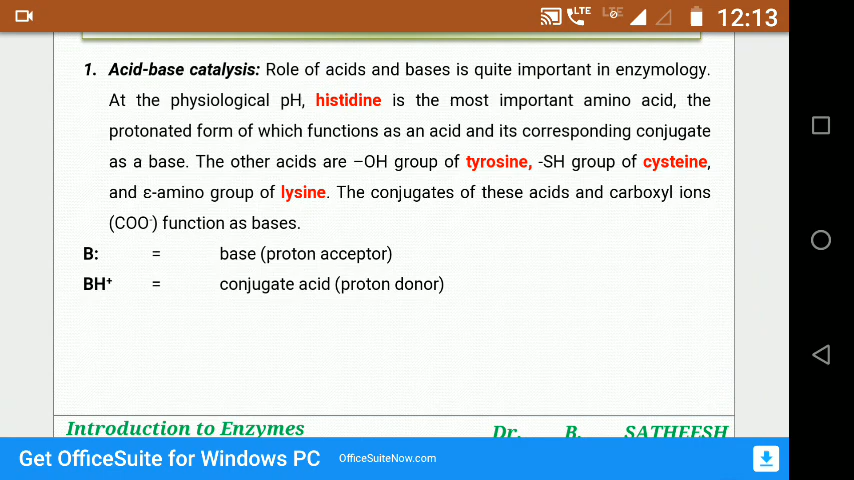 LTE LTE 12:13
1. Acid-base catalysis: Role of acids and bases is quite important in enzymology.
At the physiological pH, histidine is the most important amino acid, the
protonated form of which functions as an acid and its corresponding conjugate
as a base. The other acids are –OH group of tyrosine, -SH group of cysteine,
and ε-amino group of lysine. The conjugates of these acids and carboxyl ions
(COO⁻) function as bases.
B: = base (proton acceptor)
BH⁺ = conjugate acid (proton donor)
Introduction to Enzymes Dr. B. SATHEESH
Get OfficeSuite for Windows PC OfficeSuiteNow.com